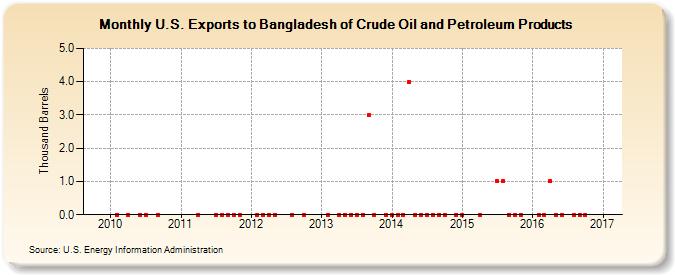 Monthly U.S. Exports to Bangladesh of Crude Oil and Petroleum Products
Thousand Barrels
5.0
4.0
3.0
2.0
1.0
0.0
2010 2011 2012 2013 2014 2015 2016 2017
Source: U.S. Energy Information Administration